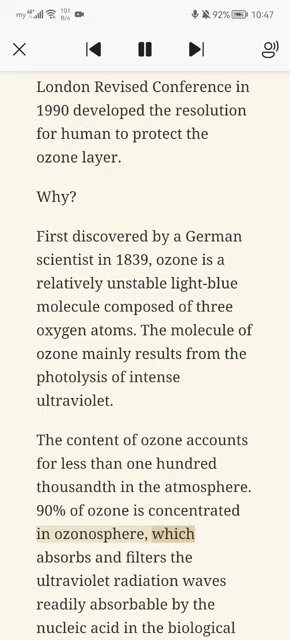 my 4G 101 B/s 92% 10:47
London Revised Conference in
1990 developed the resolution
for human to protect the
ozone layer.
Why?
First discovered by a German
scientist in 1839, ozone is a
relatively unstable light-blue
molecule composed of three
oxygen atoms. The molecule of
ozone mainly results from the
photolysis of intense
ultraviolet.
The content of ozone accounts
for less than one hundred
thousandth in the atmosphere.
90% of ozone is concentrated
in ozonosphere, which
absorbs and filters the
ultraviolet radiation waves
readily absorbable by the
nucleic acid in the biological